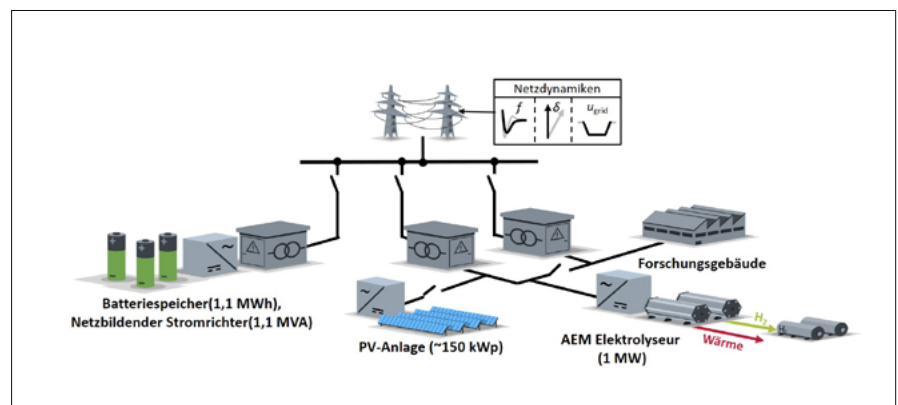 Netzdynamiken
f
δ
u_grid
Forschungsgebäude
Batteriespeicher(1,1 MWh),
Netzbildender Stromrichter(1,1 MVA)
PV-Anlage (~150 kWp)
AEM Elektrolyseur
(1 MW)
H₂
Wärme